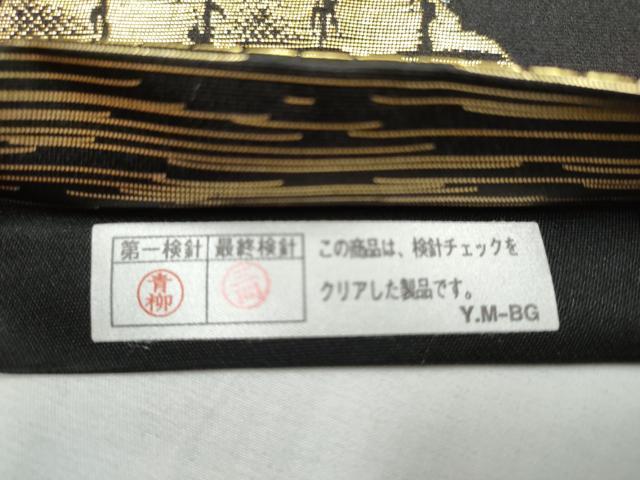 第一検針 最終検針
青柳
この商品は、検針チェックを
クリアした製品です。
Y.M-BG